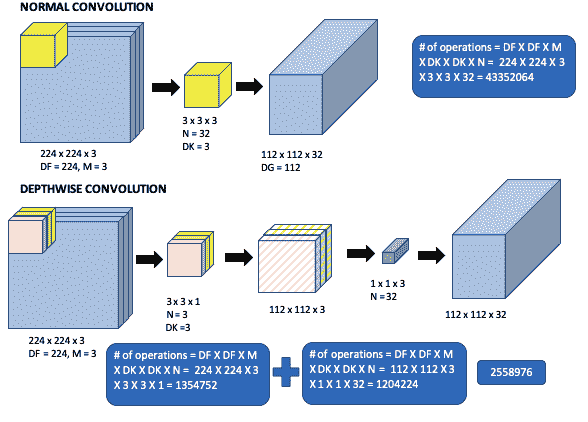 NORMAL CONVOLUTION
# of operations = DF X DF X M
X DK X DK X N = 224 X 224 X 3
X 3 X 3 X 32 = 43352064
3 x 3 x 3
N = 32
DK = 3
224 x 224 x 3
DF = 224, M = 3
112 x 112 x 32
DG = 112
DEPTHWISE CONVOLUTION
3 x 3 x 1
N = 3
DK =3
112 x 112 x 3
1 x 1 x 3
N = 32
112 x 112 x 32
224 x 224 x 3
DF = 224, M = 3
# of operations = DF X DF X M
X DK X DK X N = 224 X 224 X 3
X 3 X 3 X 1 = 1354752
# of operations = DF X DF X M
X DK X DK X N = 112 X 112 X 3
X 1 X 1 X 32 = 1204224
2558976